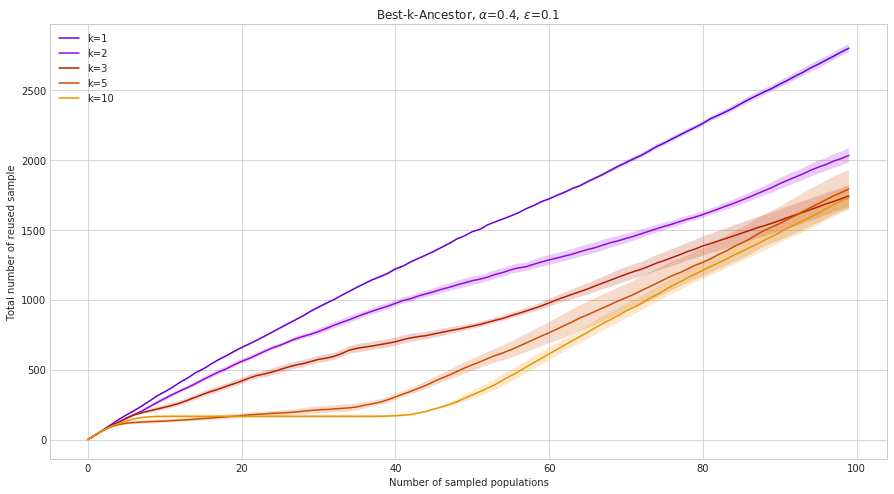 Best-k-Ancestor, α=0.4, ε=0.1
k=1
k=2
k=3
k=5
k=10
Total number of reused sample
2500
2000
1500
1000
500
0
0 20 40 60 80 100
Number of sampled populations